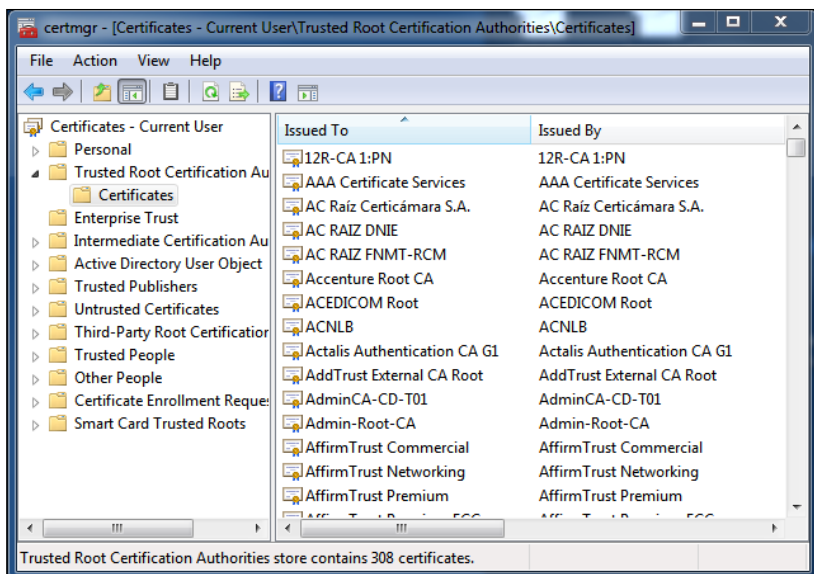 certmgr - [Certificates - Current User\Trusted Root Certification Authorities\Certificates]
File Action View Help
Certificates - Current User
Personal
Trusted Root Certification Au
Certificates
Enterprise Trust
Intermediate Certification Au
Active Directory User Object
Trusted Publishers
Untrusted Certificates
Third-Party Root Certification
Trusted People
Other People
Certificate Enrollment Reques
Smart Card Trusted Roots
Issued To Issued By
12R-CA 1:PN 12R-CA 1:PN
AAA Certificate Services AAA Certificate Services
AC Raíz Certicámara S.A. AC Raíz Certicámara S.A.
AC RAIZ DNIE AC RAIZ DNIE
AC RAIZ FNMT-RCM AC RAIZ FNMT-RCM
Accenture Root CA Accenture Root CA
ACEDICOM Root ACEDICOM Root
ACNLB ACNLB
Actalis Authentication CA G1 Actalis Authentication CA G1
AddTrust External CA Root AddTrust External CA Root
AdminCA-CD-T01 AdminCA-CD-T01
Admin-Root-CA Admin-Root-CA
AffirmTrust Commercial AffirmTrust Commercial
AffirmTrust Networking AffirmTrust Networking
AffirmTrust Premium AffirmTrust Premium
Trusted Root Certification Authorities store contains 308 certificates.